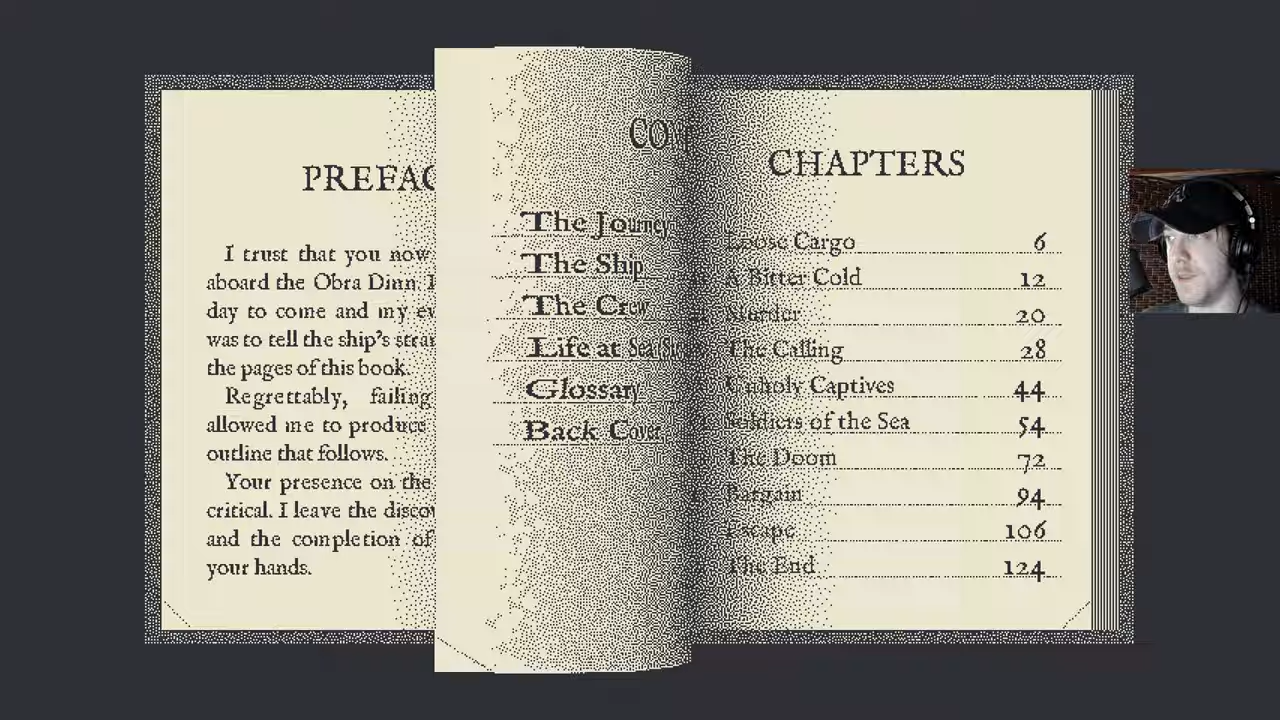 PREFAC
I trust that you now
aboard the Obra Dinn.
day to come and my ev
was to tell the ship's stran
the pages of this book.
Regrettably, failing
allowed me to produce
outline that follows.
Your presence on the
critical. I leave the disco
and the completion of
your hands.
CON
The Journey
The Ship
The Crew
Life at Sea
Glossary
Back Cover
CHAPTERS
Loose Cargo 6
A Bitter Cold 12
Murder 20
The Calling 28
Unholy Captives 44
Soldiers of the Sea 54
The Doom 72
Bargain 94
Escape 106
The End 124